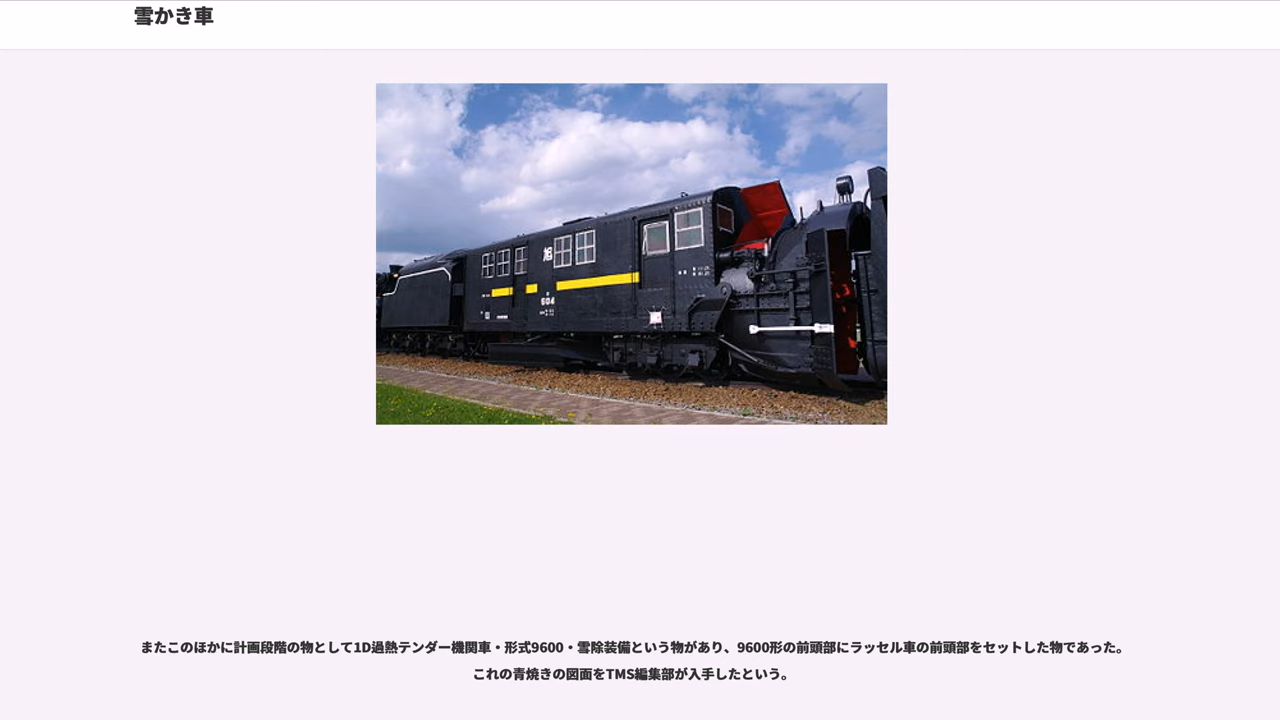 雪かき車
旭
604
またこのほかに計画段階の物として1D過熱テンダー機関車・形式9600・雪除装備という物があり、9600形の前頭部にラッセル車の前頭部をセットした物であった。
これの青焼きの図面をTMS編集部が入手したという。